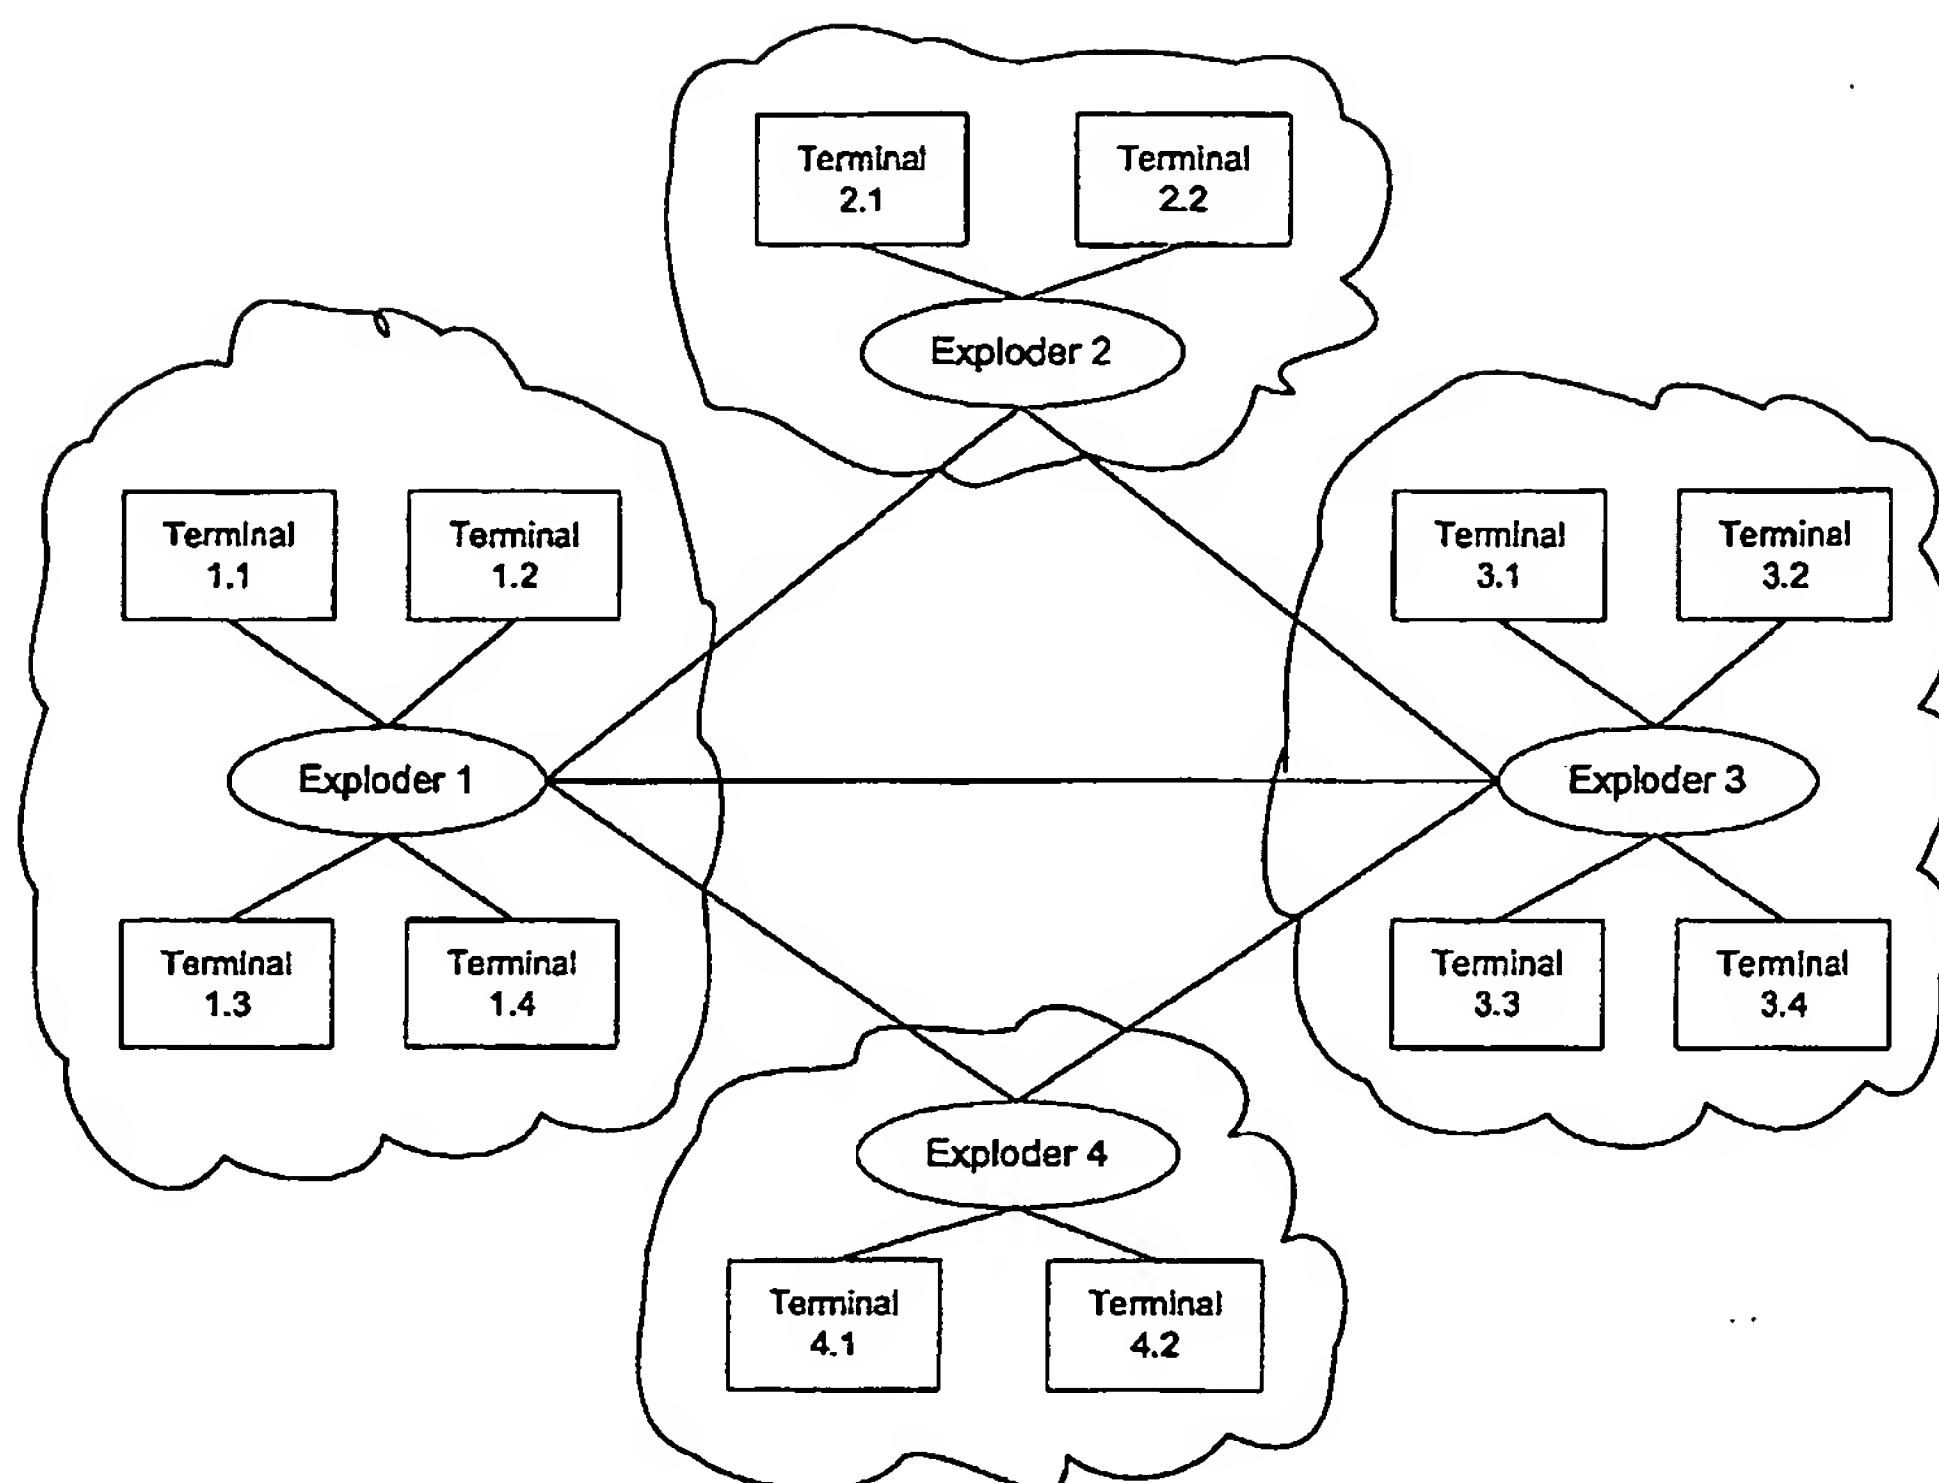 Terminal
2.1
Terminal
2.2
Exploder 2
Terminal
1.1
Terminal
1.2
Terminal
3.1
Terminal
3.2
Exploder 1
Exploder 3
Terminal
1.3
Terminal
1.4
Terminal
3.3
Terminal
3.4
Exploder 4
Terminal
4.1
Terminal
4.2